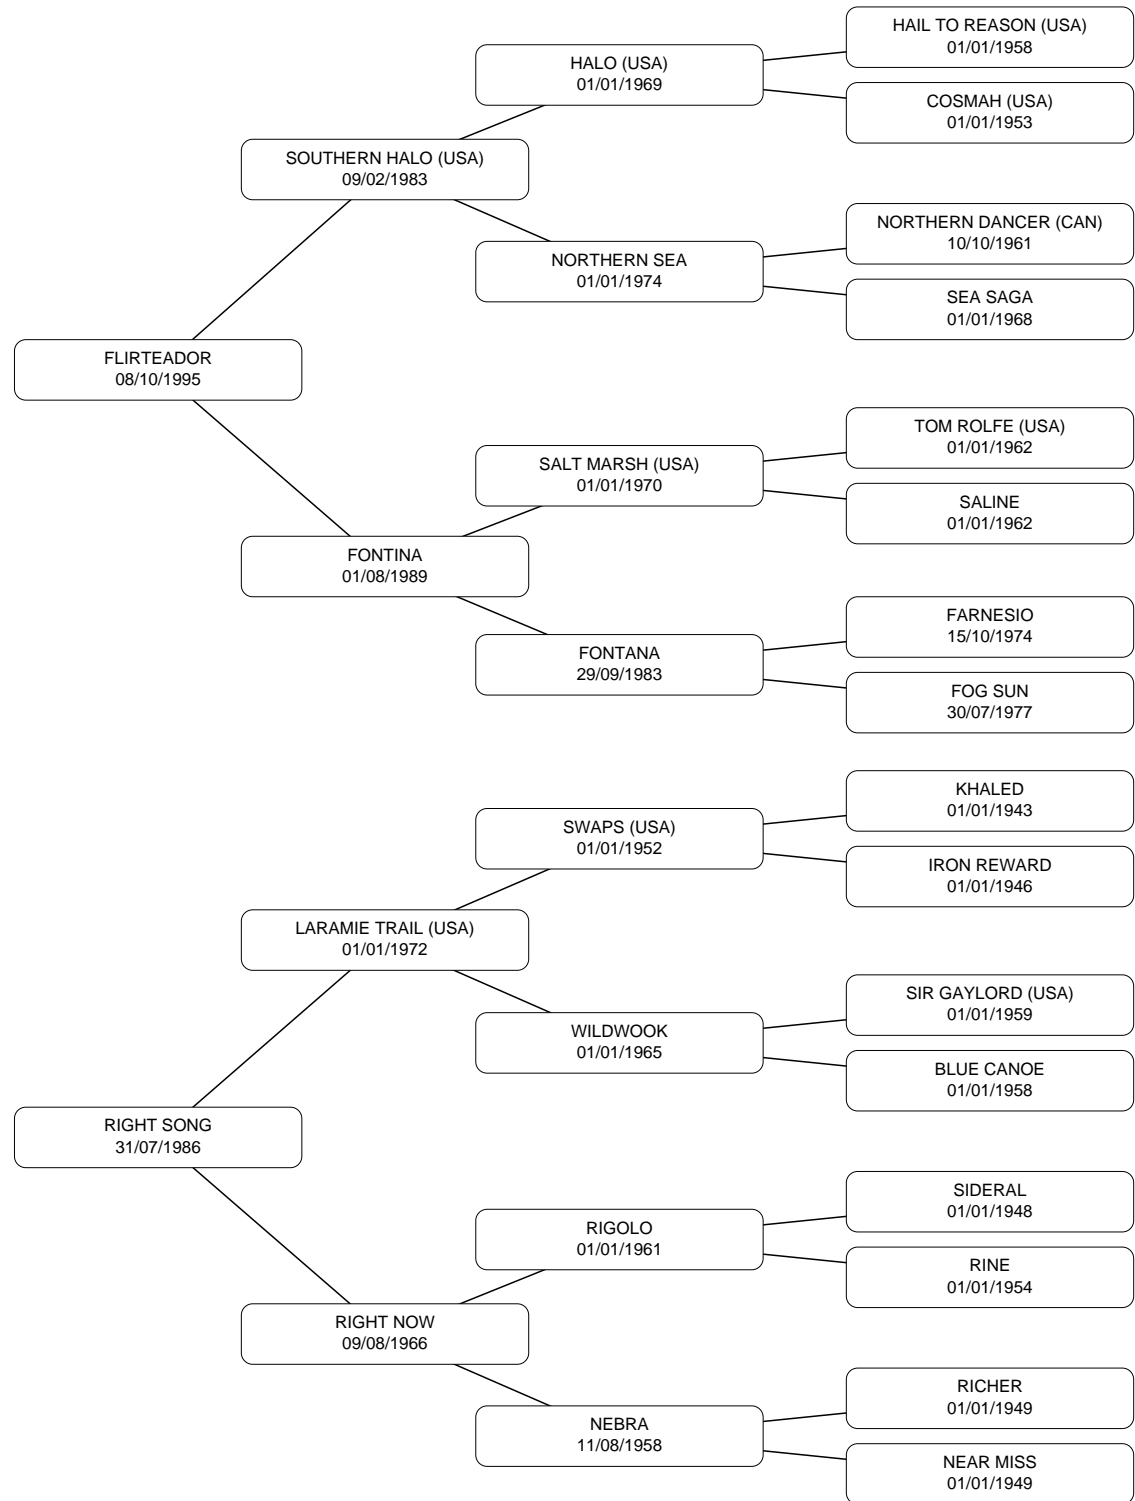 HAIL TO REASON (USA)
01/01/1958
HALO (USA)
01/01/1969
COSMAH (USA)
01/01/1953
SOUTHERN HALO (USA)
09/02/1983
NORTHERN DANCER (CAN)
10/10/1961
NORTHERN SEA
01/01/1974
SEA SAGA
01/01/1968
FLIRTEADOR
08/10/1995
TOM ROLFE (USA)
01/01/1962
SALT MARSH (USA)
01/01/1970
SALINE
01/01/1962
FONTINA
01/08/1989
FARNESIO
15/10/1974
FONTANA
29/09/1983
FOG SUN
30/07/1977
KHALED
01/01/1943
SWAPS (USA)
01/01/1952
IRON REWARD
01/01/1946
LARAMIE TRAIL (USA)
01/01/1972
SIR GAYLORD (USA)
01/01/1959
WILDWOOK
01/01/1965
BLUE CANOE
01/01/1958
RIGHT SONG
31/07/1986
SIDERAL
01/01/1948
RIGOLO
01/01/1961
RINE
01/01/1954
RIGHT NOW
09/08/1966
RICHER
01/01/1949
NEBRA
11/08/1958
NEAR MISS
01/01/1949